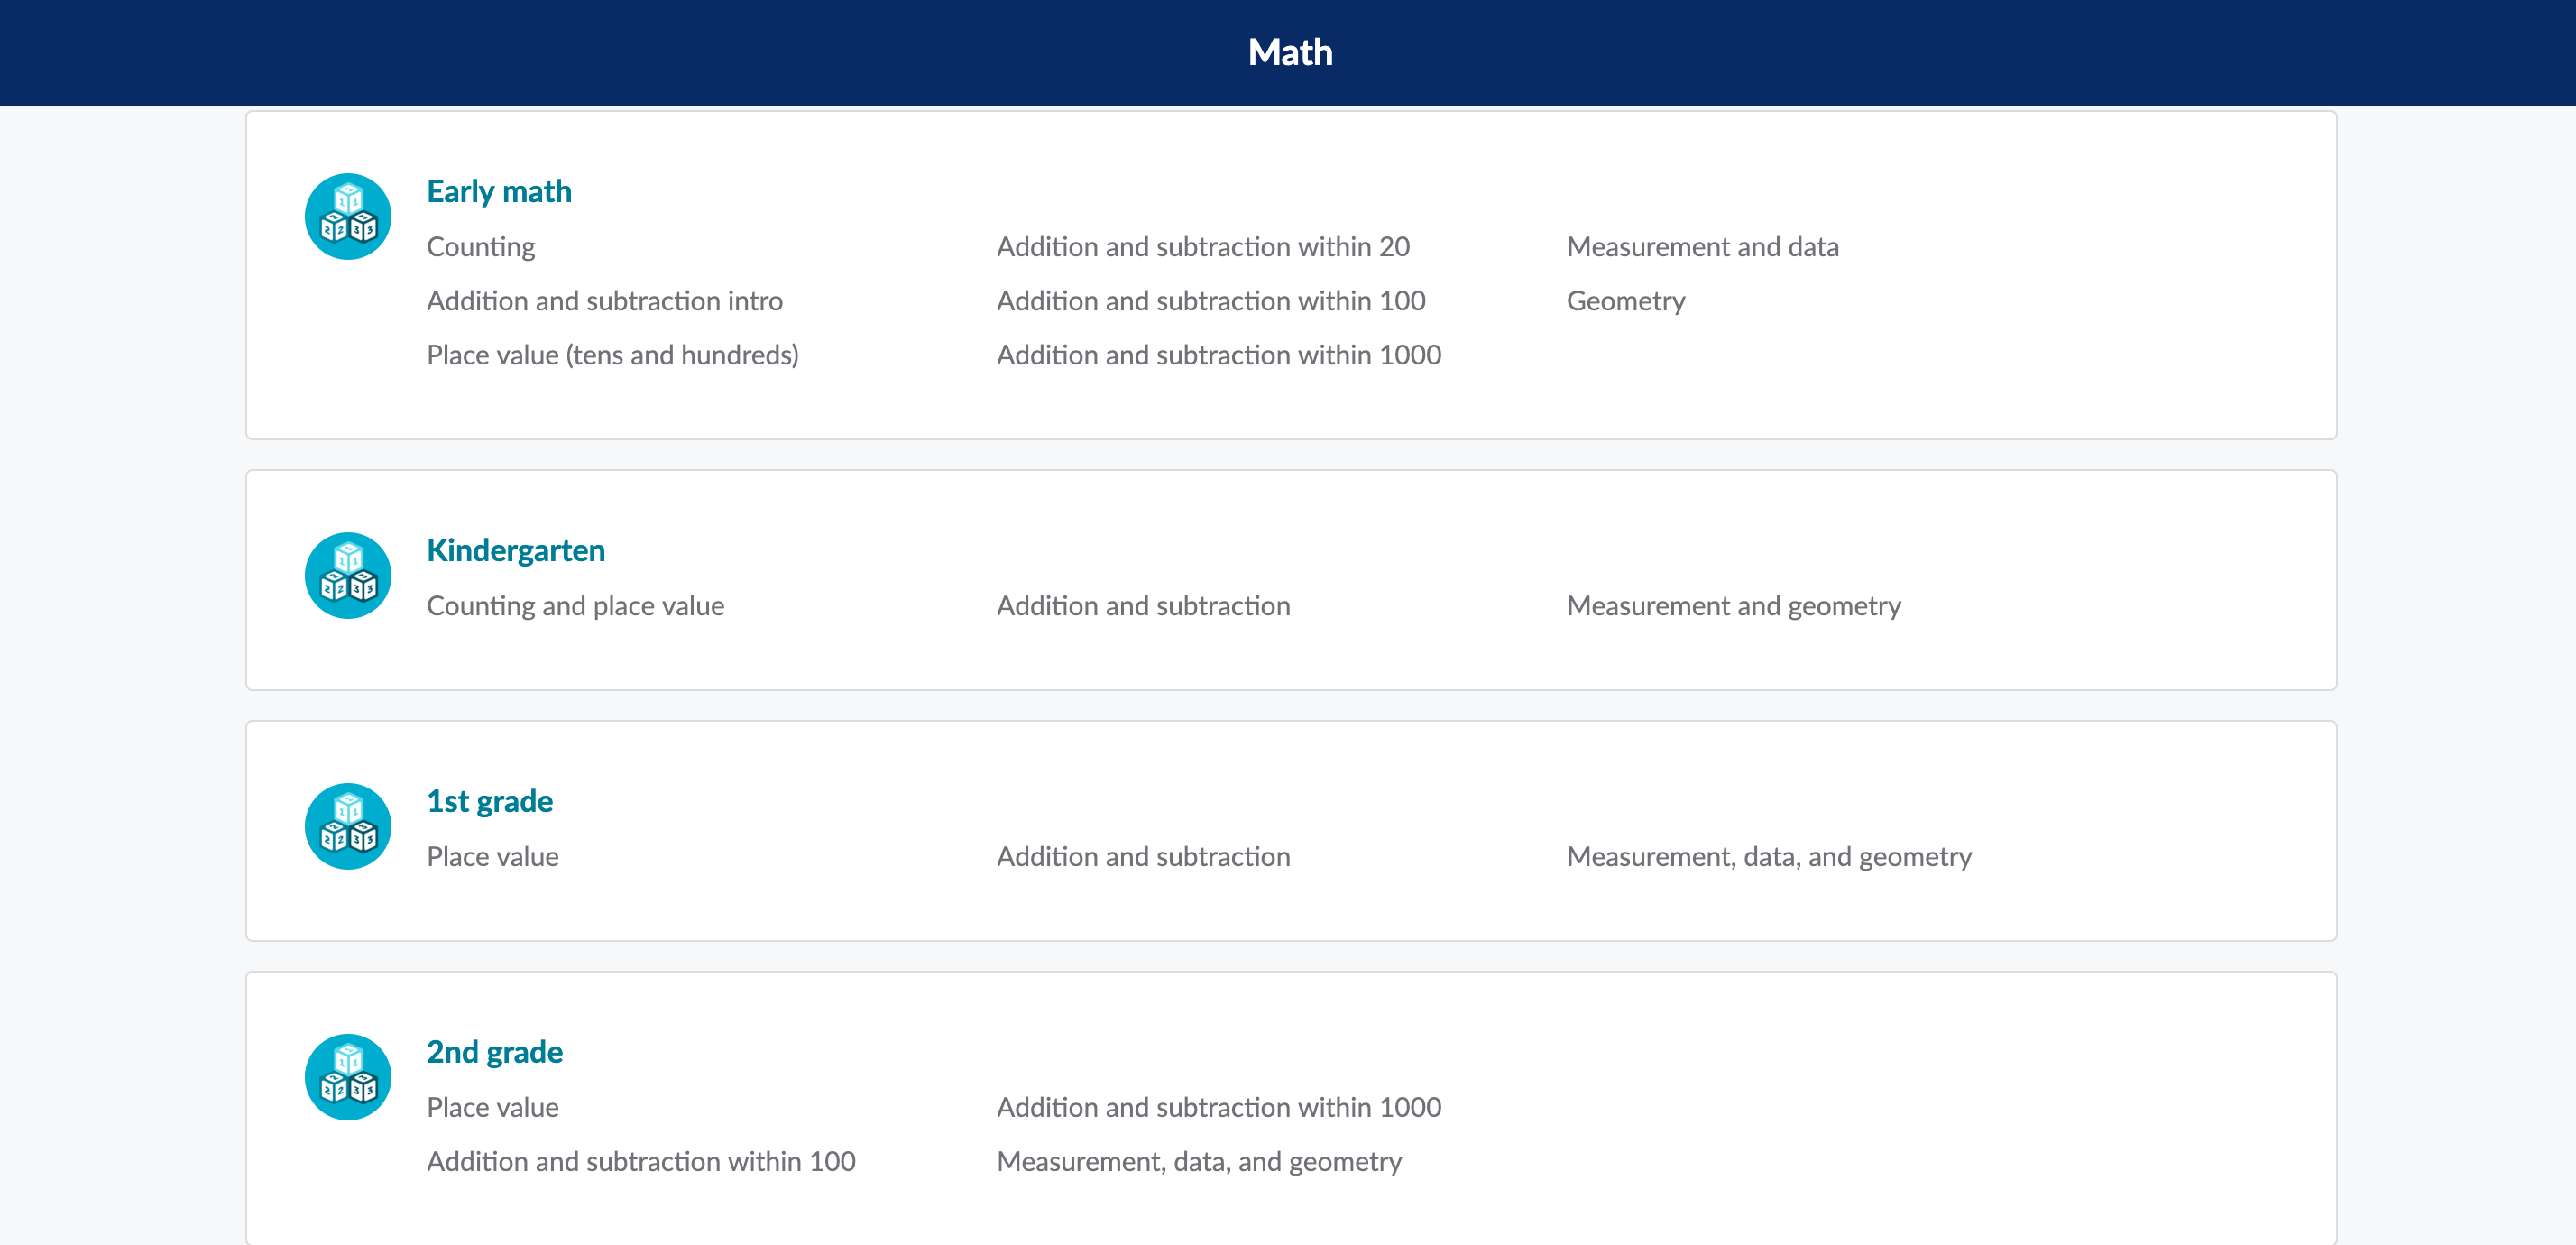 Math
Early math
Counting
Addition and subtraction intro
Place value (tens and hundreds)
Addition and subtraction within 20
Addition and subtraction within 100
Addition and subtraction within 1000
Measurement and data
Geometry
Kindergarten
Counting and place value
Addition and subtraction
Measurement and geometry
1st grade
Place value
Addition and subtraction
Measurement, data, and geometry
2nd grade
Place value
Addition and subtraction within 100
Addition and subtraction within 1000
Measurement, data, and geometry